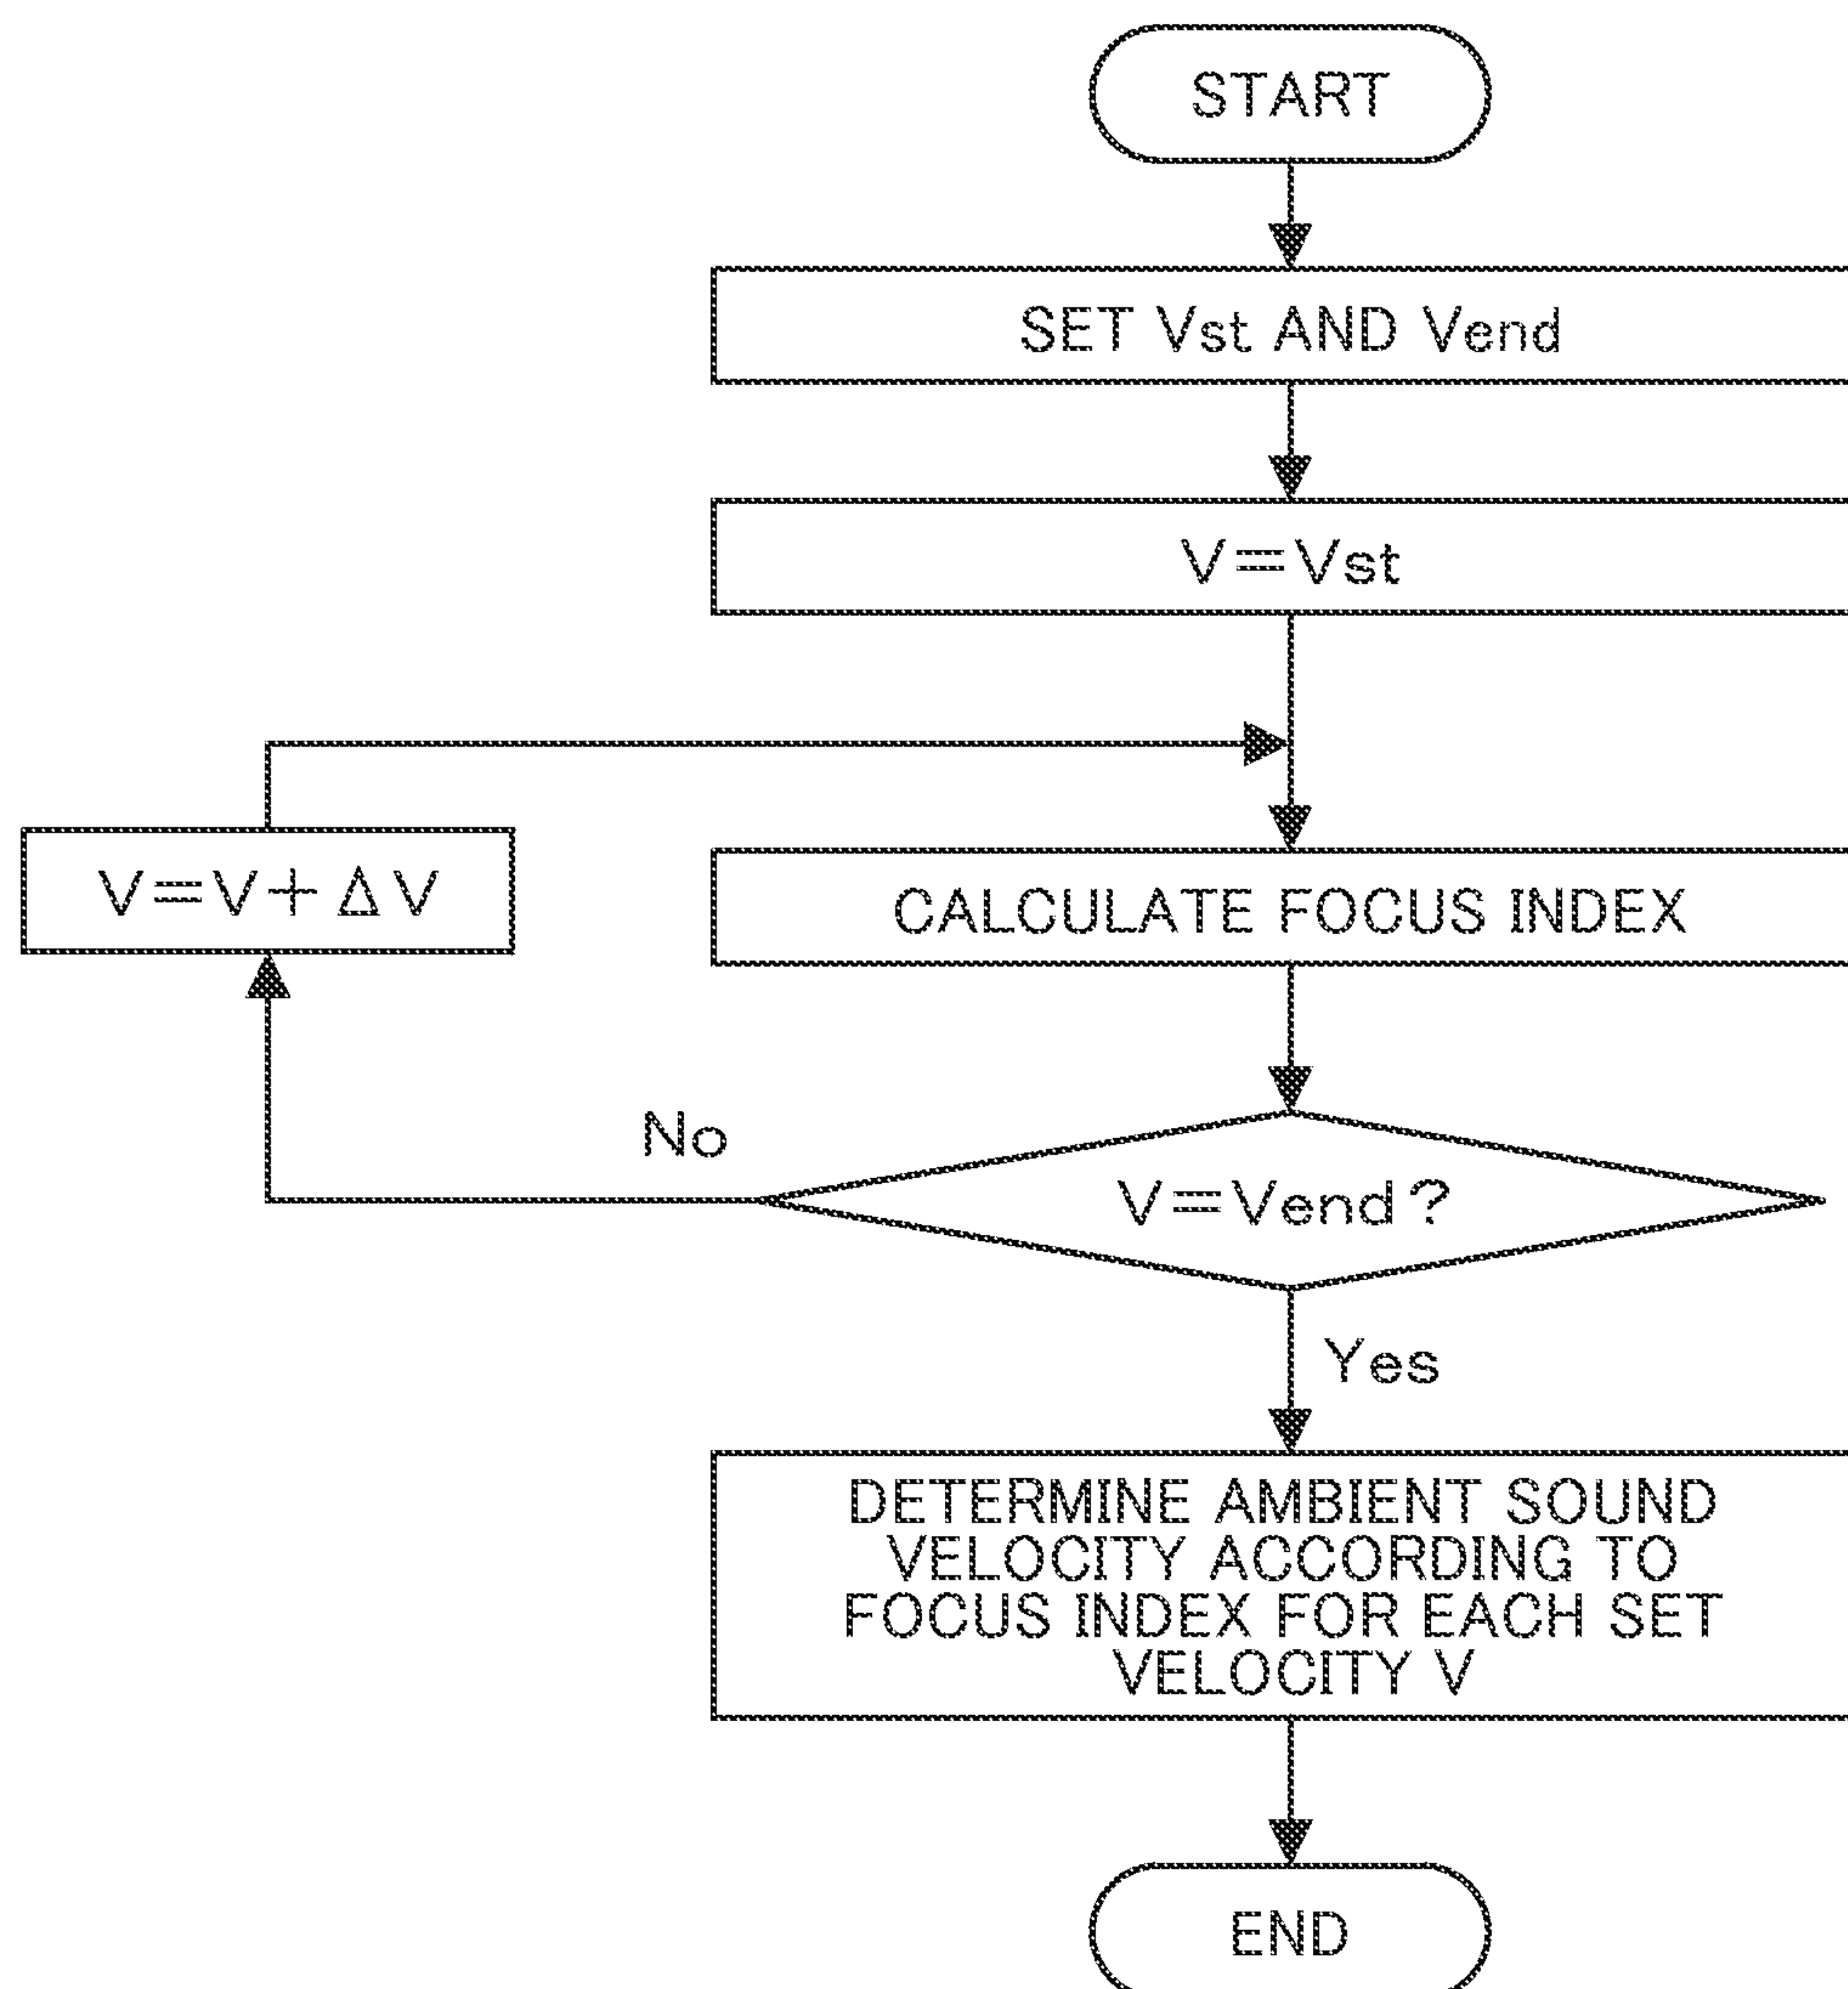 START
SET Vst AND Vend
V=Vst
V=V+ΔV
CALCULATE FOCUS INDEX
No
V=Vend?
Yes
DETERMINE AMBIENT SOUND
VELOCITY ACCORDING TO
FOCUS INDEX FOR EACH SET
VELOCITY V
END